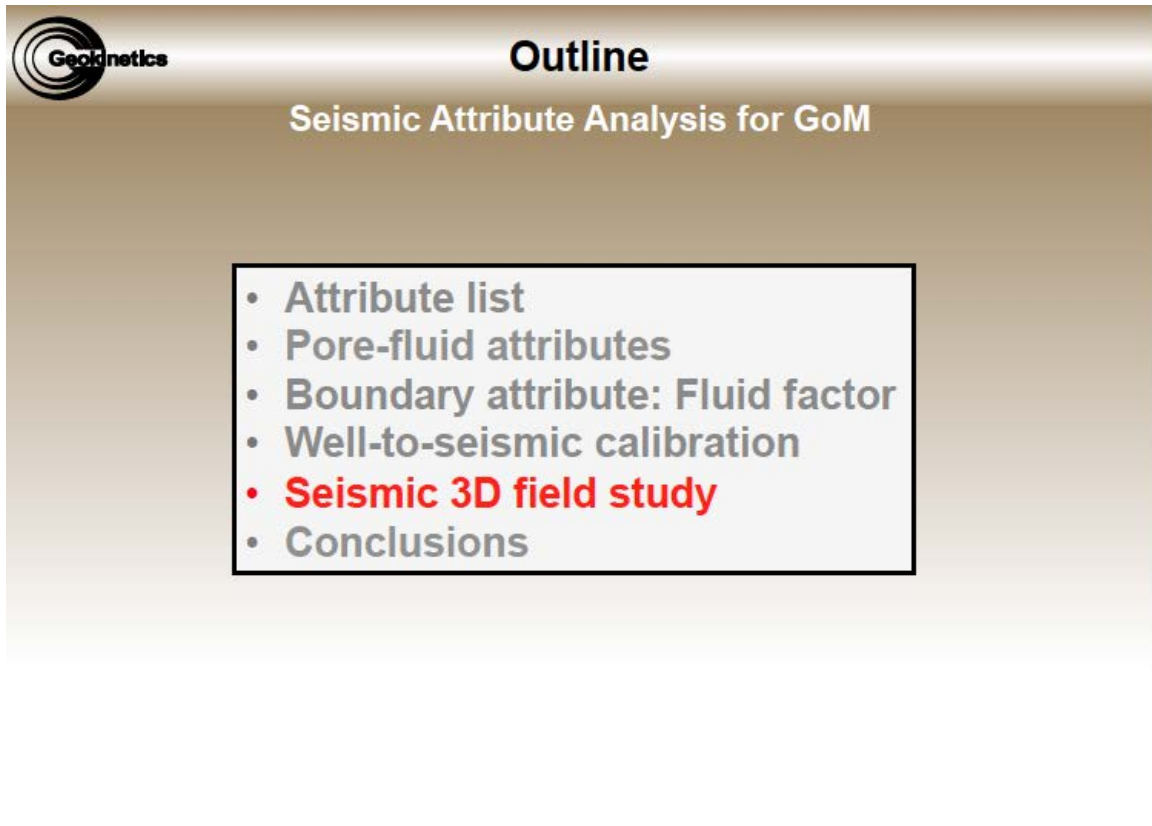 Geokinetics
Outline
Seismic Attribute Analysis for GoM
• Attribute list
• Pore-fluid attributes
• Boundary attribute: Fluid factor
• Well-to-seismic calibration
• Seismic 3D field study
• Conclusions